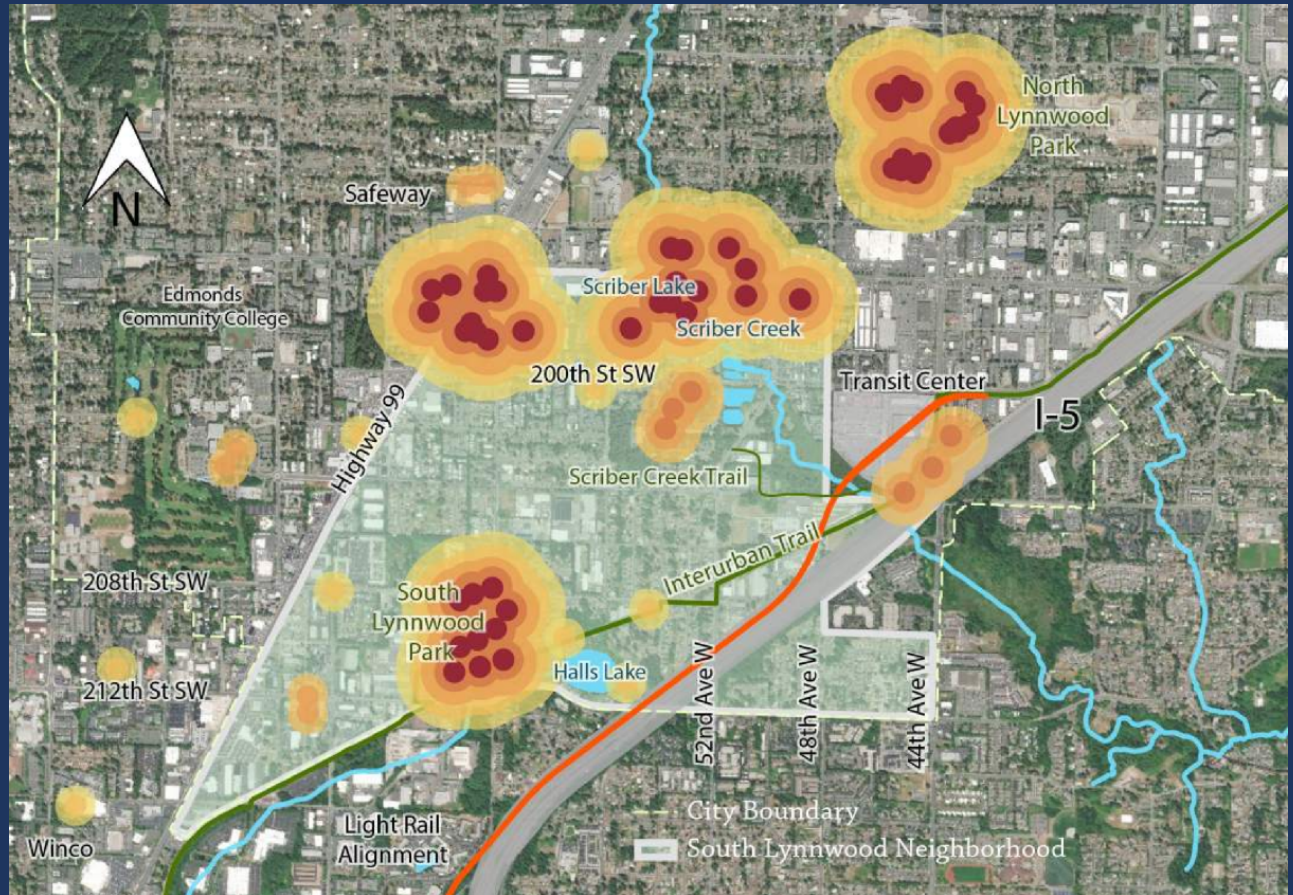 North
Lynnwood
Park
N
Safeway
Edmonds
Community College
Scriber Lake
Scriber Creek
200th St SW
Transit Center
I-5
Highway 99
Scriber Creek Trail
Interurban Trail
208th St SW
South
Lynnwood
Park
212th St SW
Halls Lake
52nd Ave W
48th Ave W
44th Ave W
Winco
Light Rail
Alignment
City Boundary
South Lynnwood Neighborhood